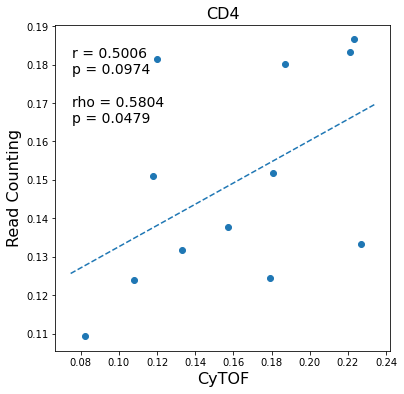 CD4
r = 0.5006
p = 0.0974
rho = 0.5804
p = 0.0479
Read Counting
0.19
0.18
0.17
0.16
0.15
0.14
0.13
0.12
0.11
0.08 0.10 0.12 0.14 0.16 0.18 0.20 0.22 0.24
CyTOF